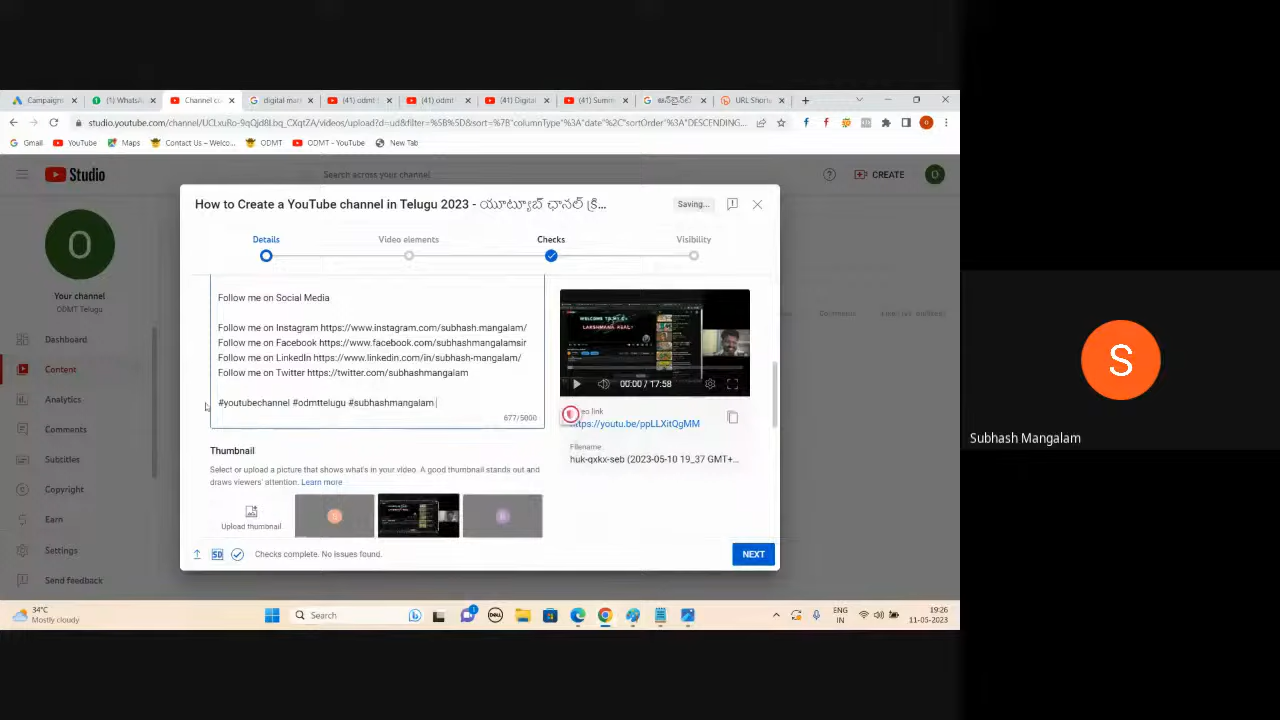 Campaigns
(1) WhatsA
Channel co
digital mar
(41) odmt
(41) odmt
(41) Digital
(41) Summ
ఆన్‌లైన్
URL Shorte
studio.youtube.com/channel/UCLxuRo-9qQjd8Lbq_CXqtZA/videos/upload?d=ud&filter=%5B%5D&sort=%7B"columnType"%3A"date"%2C"sortOrder"%3A"DESCENDING...
Gmail
YouTube
Maps
Contact Us – Welco...
ODMT
ODMT - YouTube
New Tab
Studio
Search across your channel
CREATE
O
O
Your channel
ODMT Telugu
Dashboard
Content
Analytics
Comments
Subtitles
Copyright
Earn
Settings
Send feedback
How to Create a YouTube channel in Telugu 2023 - యూట్యూబ్ ఛానల్ క్రి...
Saving...
Details
Video elements
Checks
Visibility
Follow me on Social Media
Follow me on Instagram https://www.instagram.com/subhash.mangalam/
Follow me on Facebook https://www.facebook.com/subhashmangalamsir
Follow me on LinkedIn https://www.linkedin.com/in/subhash-mangalam/
Follow me on Twitter https://twitter.com/subhashmangalam
#youtubechannel #odmttelugu #subhashmangalam
677/5000
00:00 / 17:58
https://youtu.be/ppLLXitQgMM
Filename
huk-qxkx-seb (2023-05-10 19_37 GMT+...
Thumbnail
Select or upload a picture that shows what's in your video. A good thumbnail stands out and
draws viewers' attention. Learn more
Upload thumbnail
SD
Checks complete. No issues found.
NEXT
S
Subhash Mangalam
34°C
Mostly cloudy
Search
ENG
IN
19:26
11-05-2023